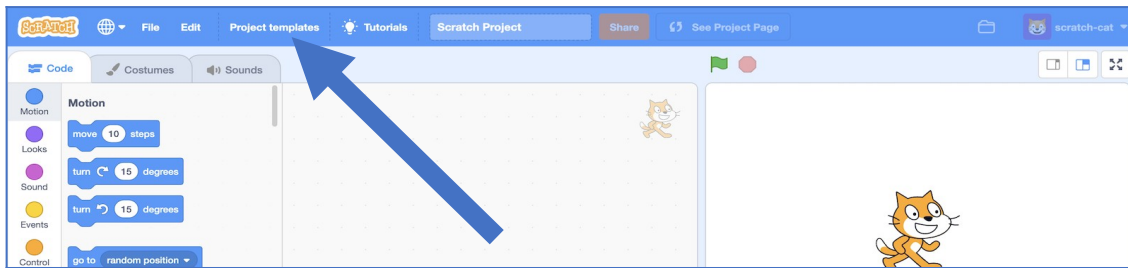 SCRATCH File Edit Project templates Tutorials Scratch Project Share See Project Page scratch-cat
Code Costumes Sounds
Motion
Looks
Sound
Events
Control
Motion
move 10 steps
turn 15 degrees
turn 15 degrees
go to random position